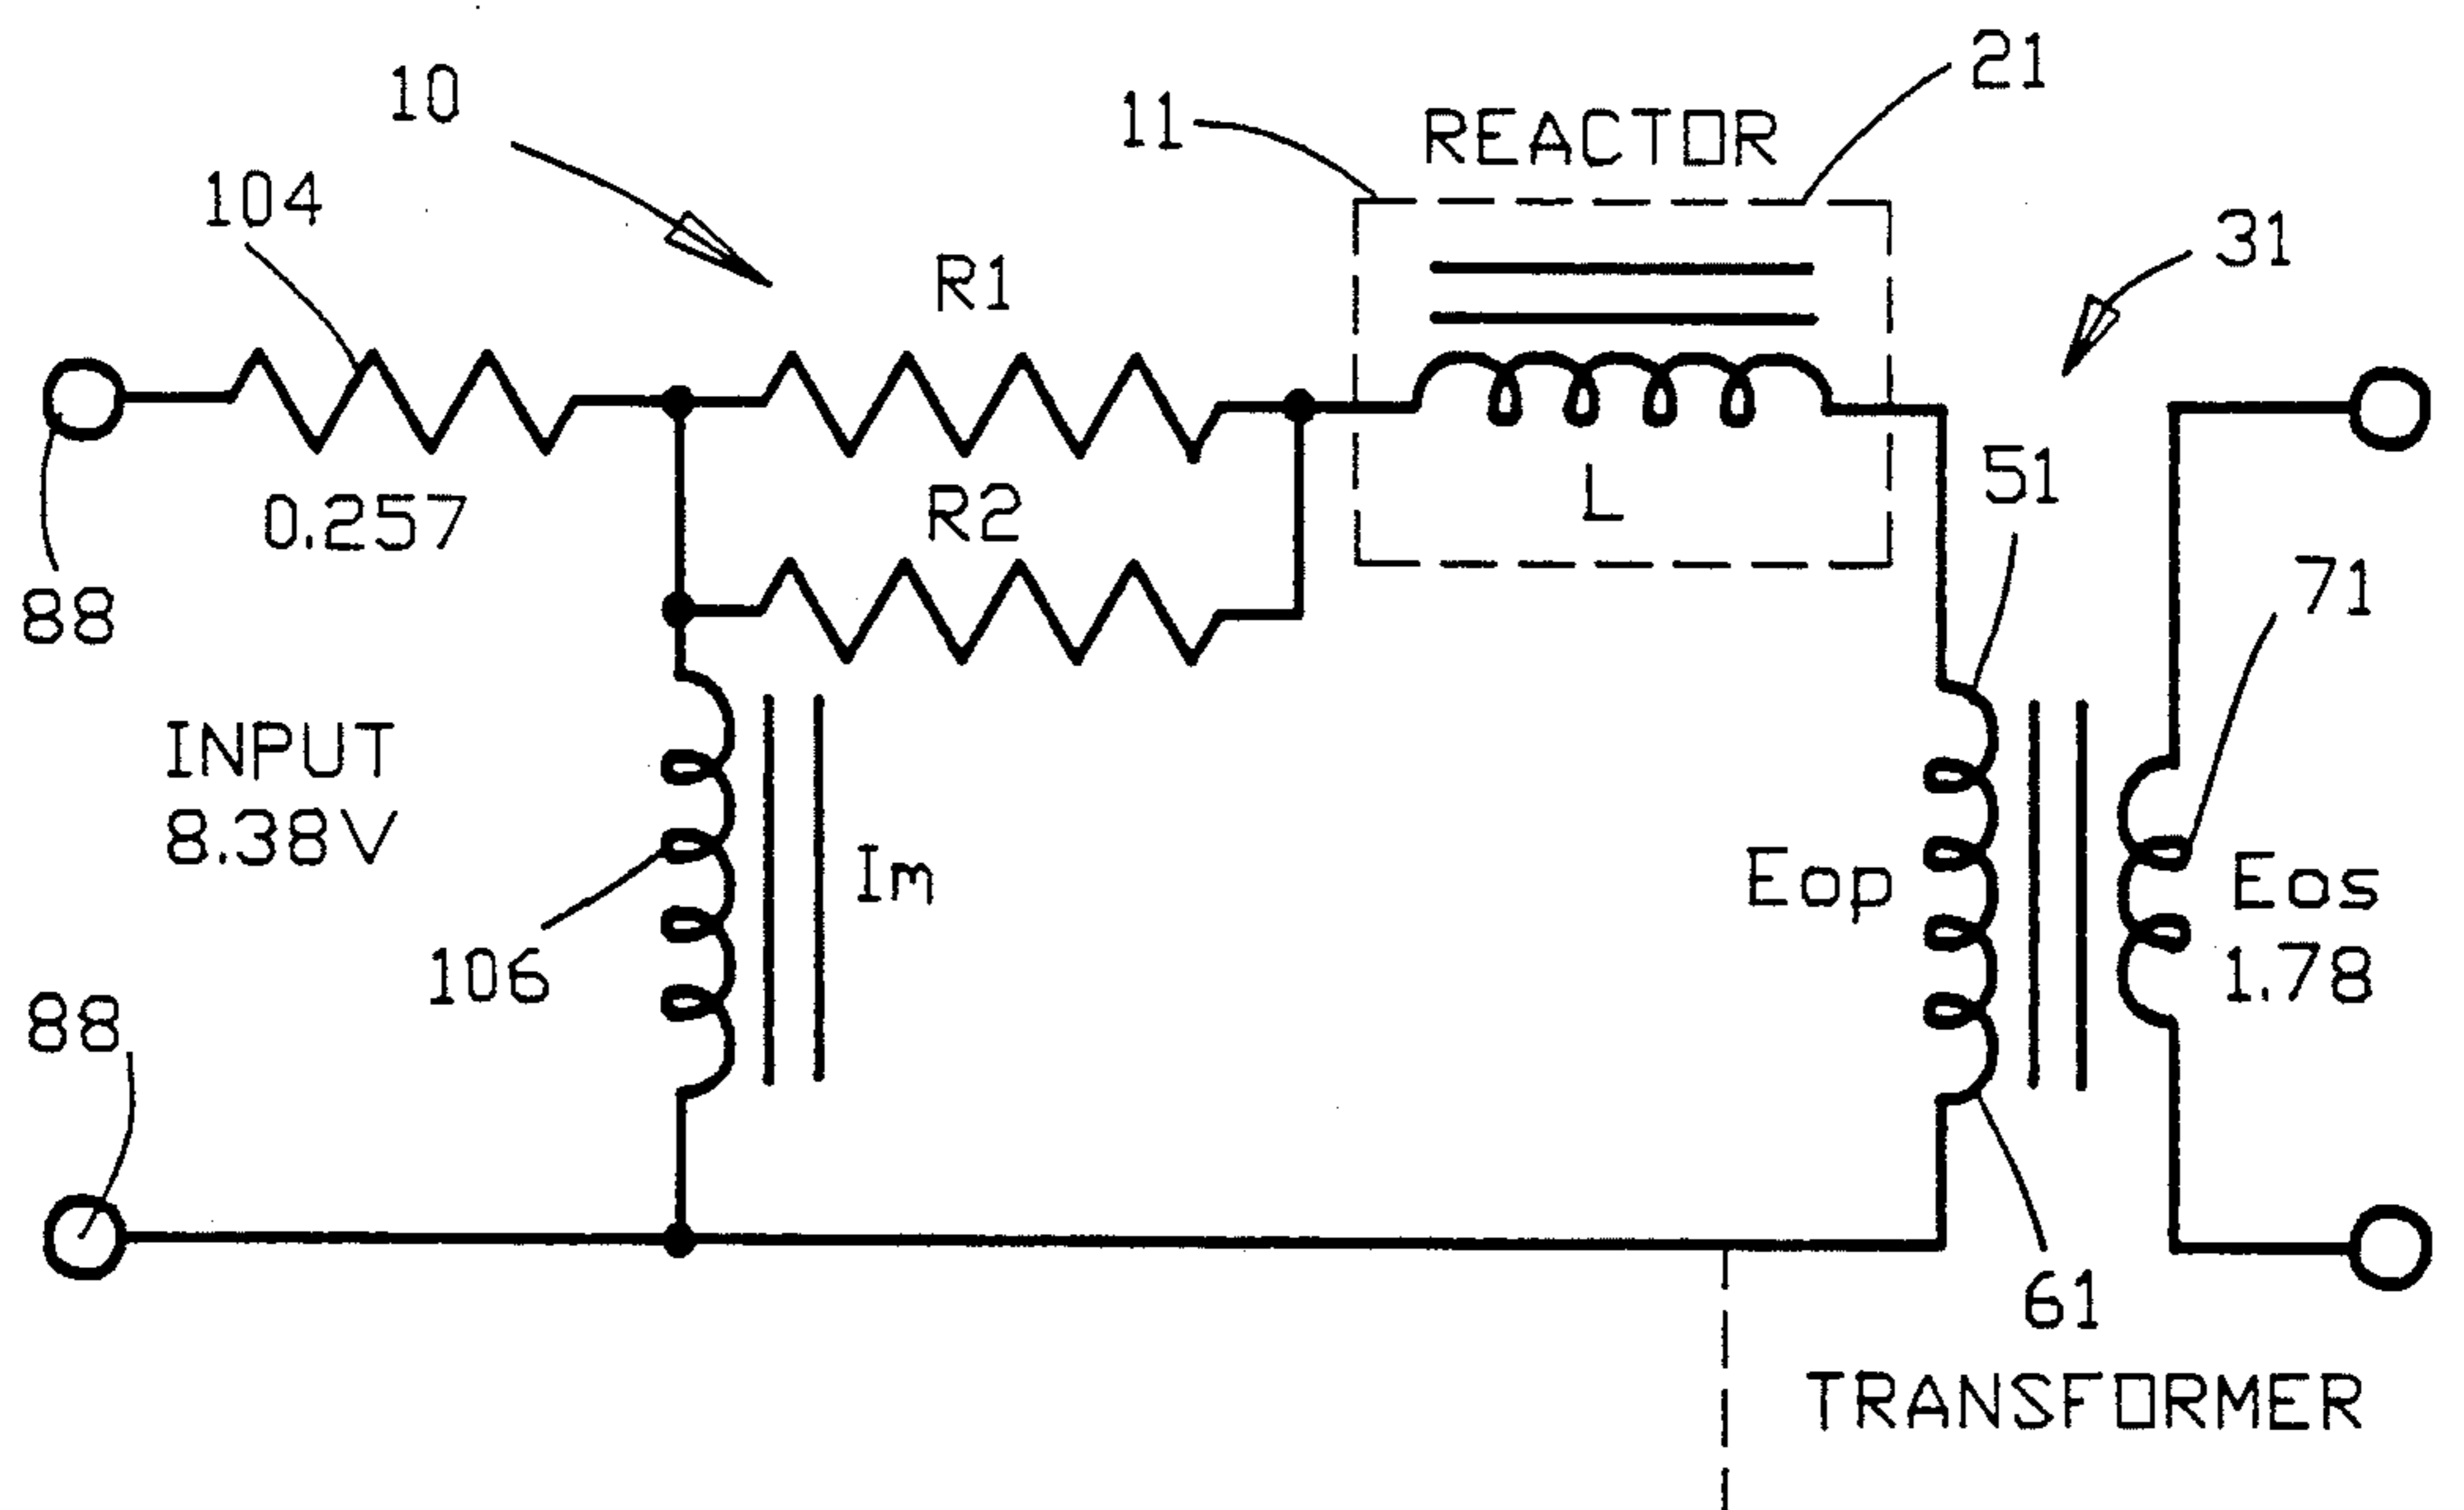 10
11
REACTOR
21
104
R1
31
0.257
R2
L
51
71
88
INPUT
8.38V
Im
Eop
Eos
1.78
106
88
61
TRANSFORMER